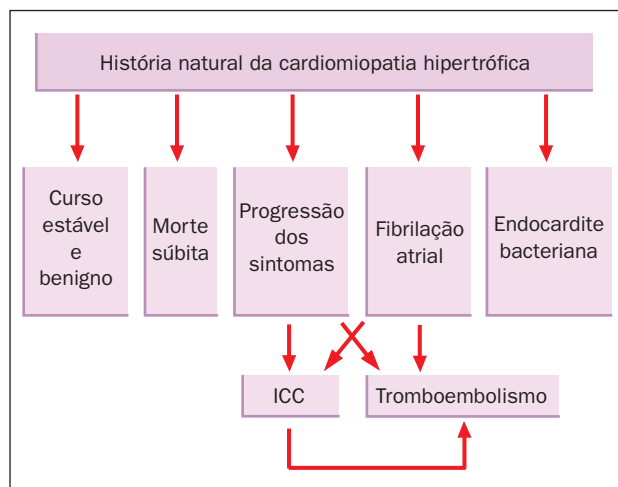 História natural da cardiomiopatia hipertrófica
Curso
estável
e
benigno
Morte
súbita
Progressão
dos
sintomas
Fibrilação
atrial
Endocardite
bacteriana
ICC
Tromboembolismo